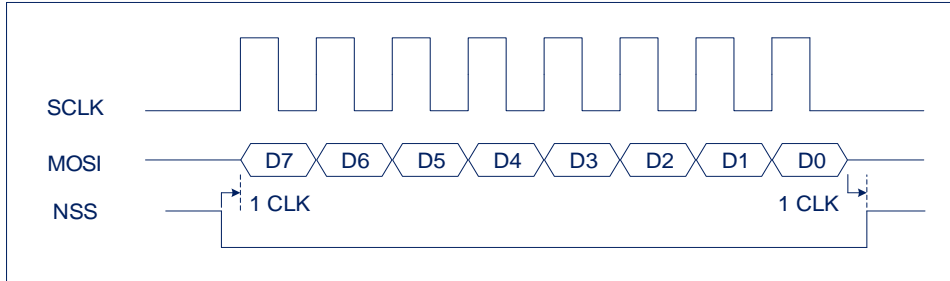 SCLK
MOSI D7 D6 D5 D4 D3 D2 D1 D0
1 CLK 1 CLK
NSS